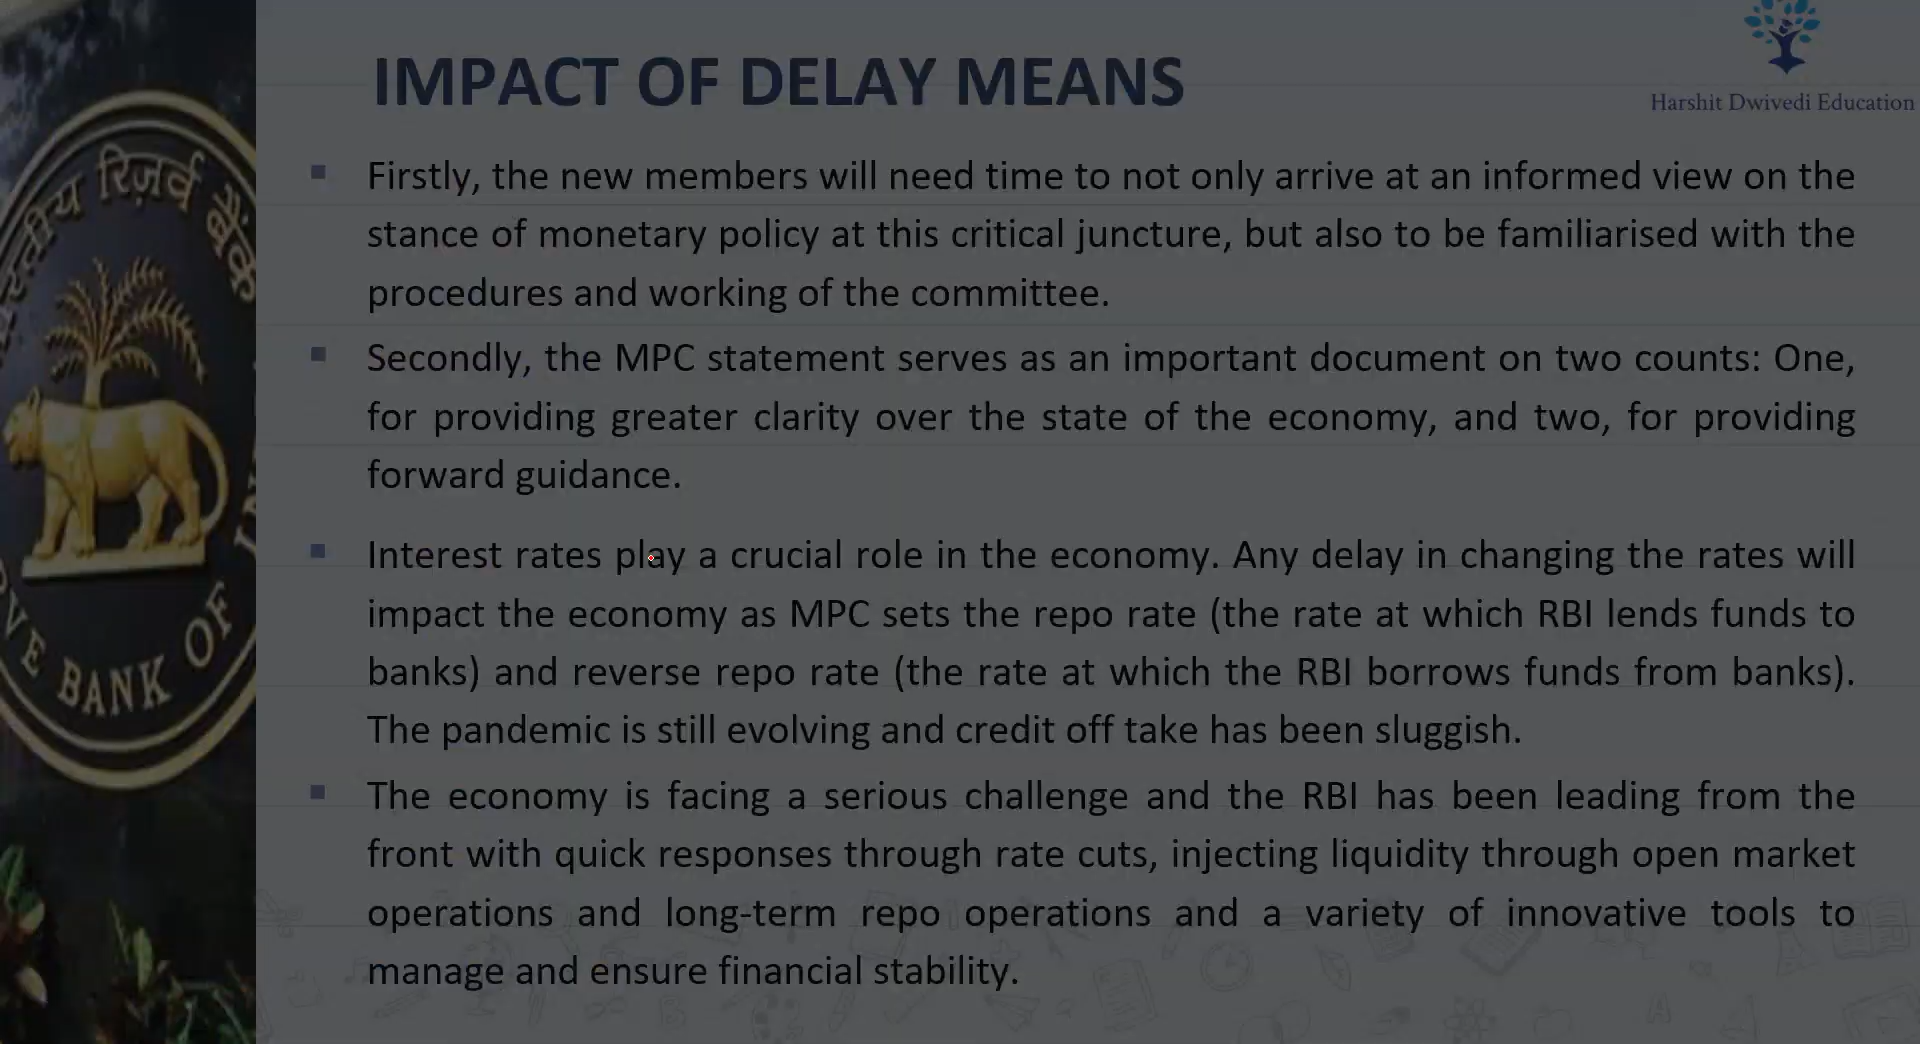 IMPACT OF DELAY MEANS
Harshit Dwivedi Education
Firstly, the new members will need time to not only arrive at an informed view on the
stance of monetary policy at this critical juncture, but also to be familiarised with the
procedures and working of the committee.
Secondly, the MPC statement serves as an important document on two counts: One,
for providing greater clarity over the state of the economy, and two, for providing
forward guidance.
Interest rates play a crucial role in the economy. Any delay in changing the rates will
impact the economy as MPC sets the repo rate (the rate at which RBI lends funds to
banks) and reverse repo rate (the rate at which the RBI borrows funds from banks).
The pandemic is still evolving and credit off take has been sluggish.
The economy is facing a serious challenge and the RBI has been leading from the
front with quick responses through rate cuts, injecting liquidity through open market
operations and long-term repo operations and a variety of innovative tools to
manage and ensure financial stability.
रिज़र्व बैंक
BANK OF